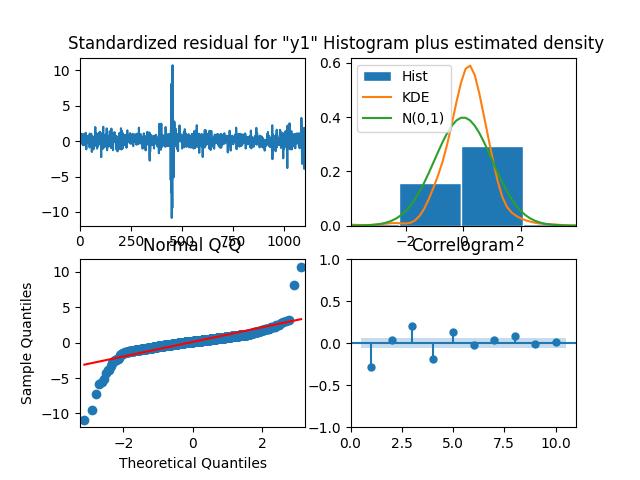 Standardized residual for "y1"
Histogram plus estimated density
10
5
0
−5
−10
0 250 500 750 1000
0.6
0.4
0.2
0.0
Hist
KDE
N(0,1)
−2 0 2
Normal Q-Q
Correlogram
Sample Quantiles
10
5
0
−5
−10
−2 0 2
Theoretical Quantiles
1.0
0.5
0.0
−0.5
−1.0
0.0 2.5 5.0 7.5 10.0